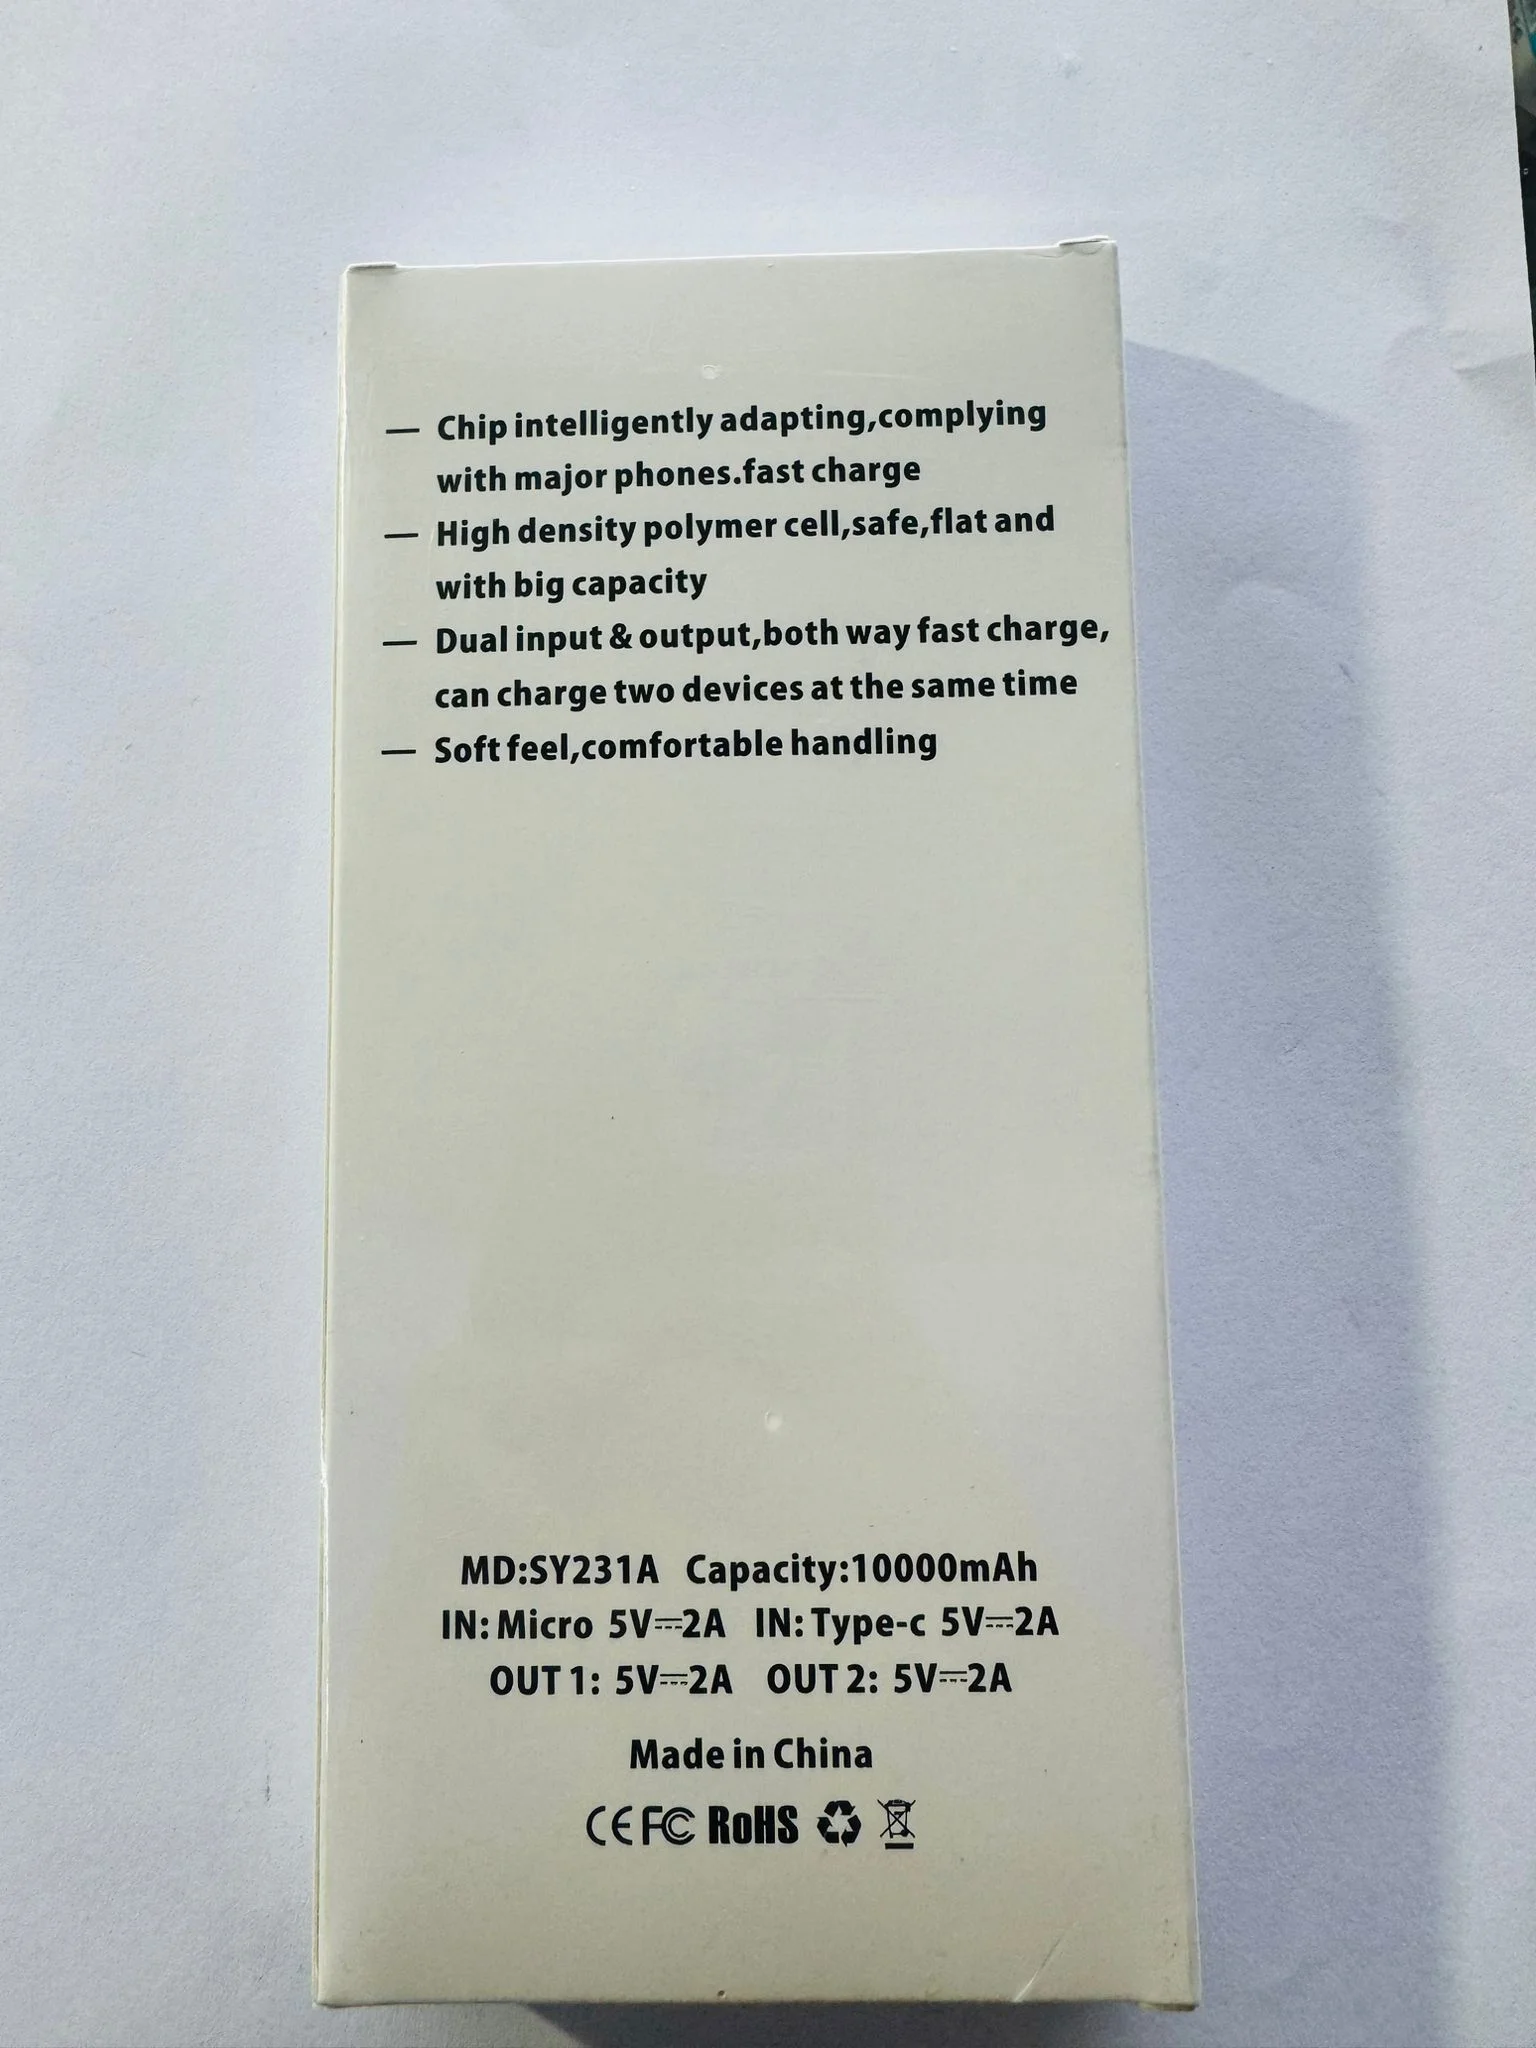 — Chip intelligently adapting,complying
with major phones.fast charge
— High density polymer cell,safe,flat and
with big capacity
— Dual input & output,both way fast charge,
can charge two devices at the same time
— Soft feel,comfortable handling
MD:SY231A Capacity:10000mAh
IN: Micro 5V⎓2A IN: Type-c 5V⎓2A
OUT 1: 5V⎓2A OUT 2: 5V⎓2A
Made in China
CE FC RoHS